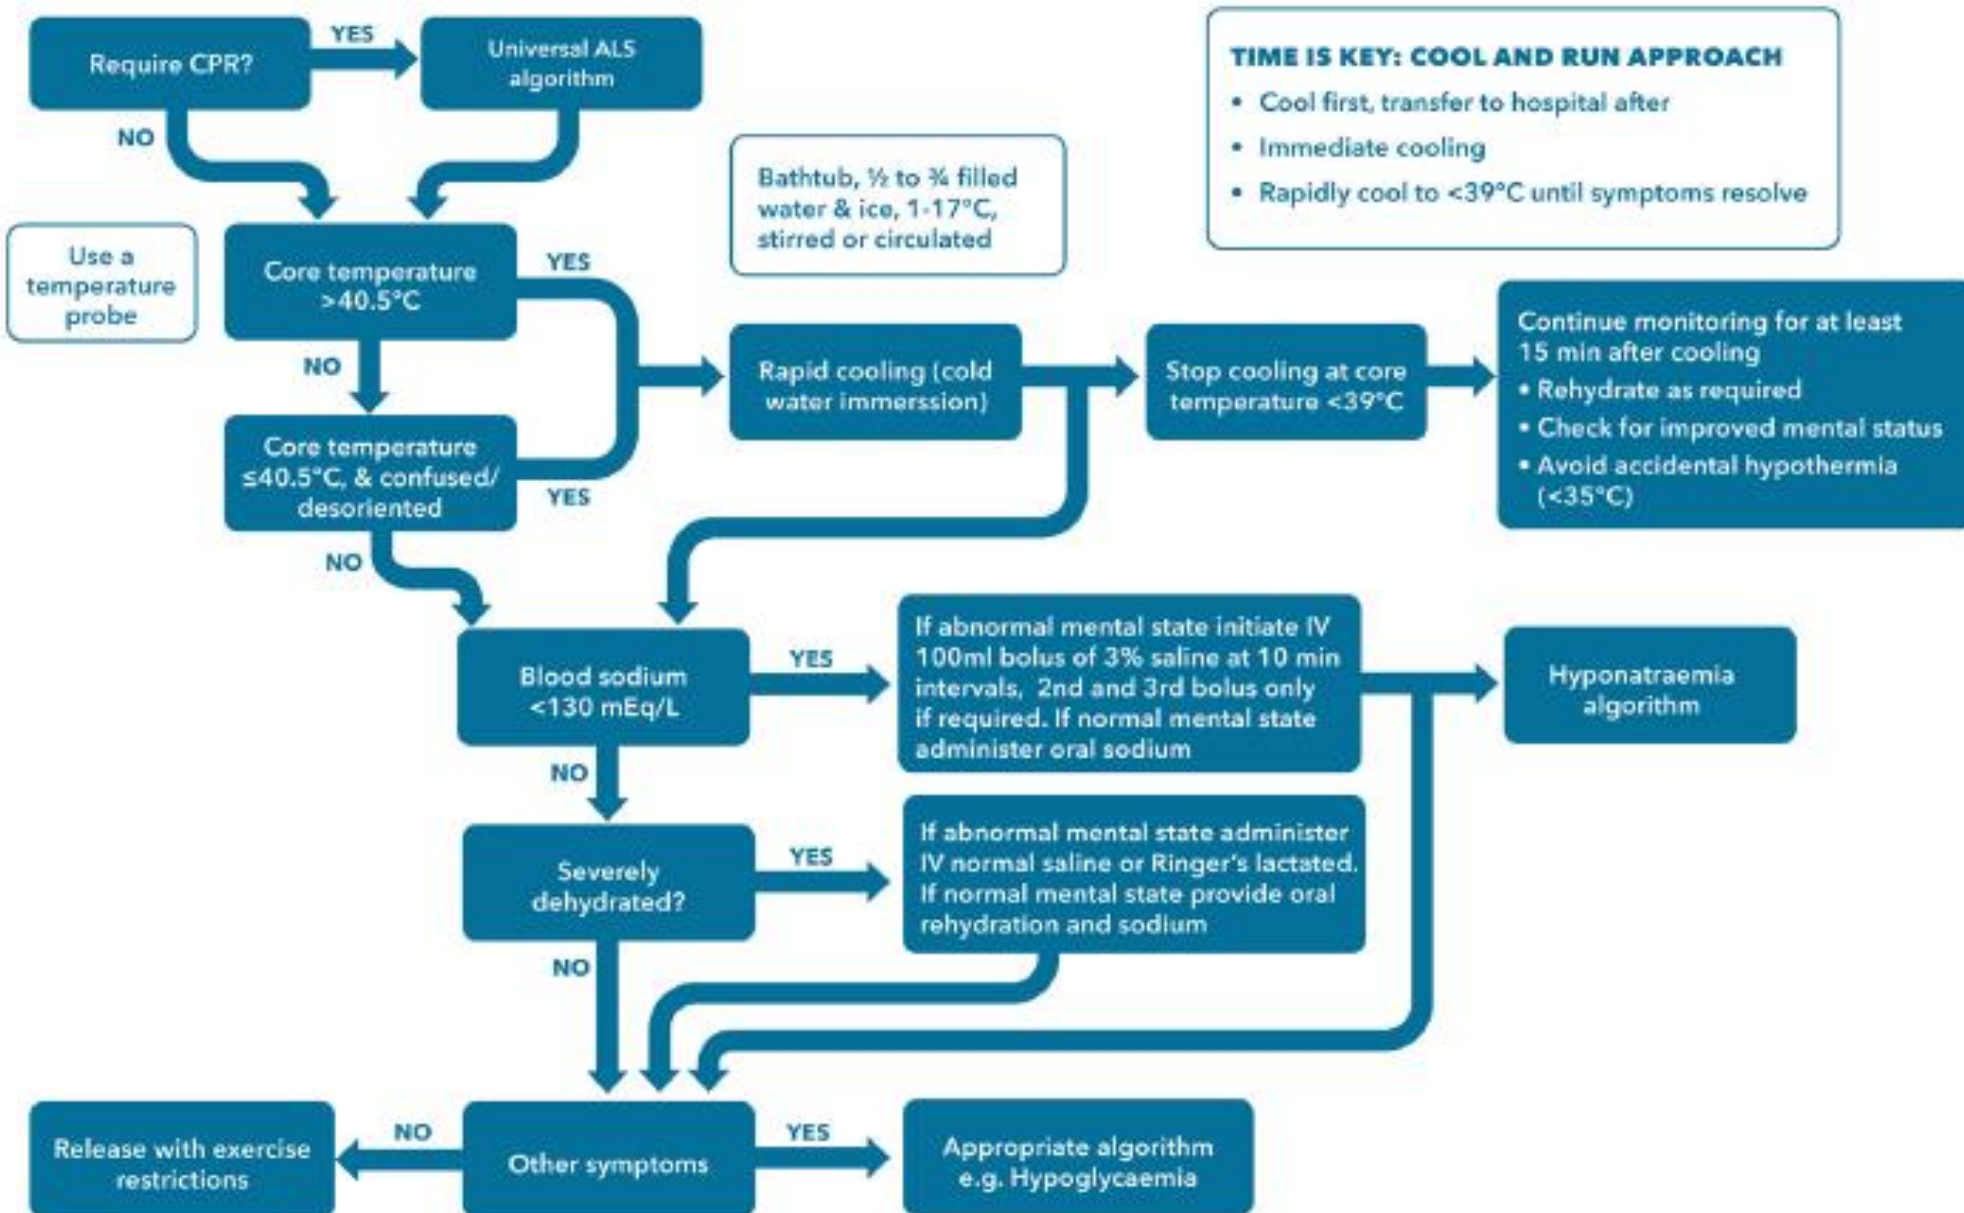 Require CPR?
YES
Universal ALS
algorithm
NO
TIME IS KEY: COOL AND RUN APPROACH
• Cool first, transfer to hospital after
• Immediate cooling
• Rapidly cool to <39°C until symptoms resolve
Bathtub, ½ to ¾ filled
water & ice, 1-17°C,
stirred or circulated
Use a
temperature
probe
Core temperature
>40.5°C
YES
NO
Core temperature
≤40.5°C, & confused/
desoriented
YES
NO
Rapid cooling (cold
water immerssion)
Stop cooling at core
temperature <39°C
Continue monitoring for at least
15 min after cooling
• Rehydrate as required
• Check for improved mental status
• Avoid accidental hypothermia
(<35°C)
Blood sodium
<130 mEq/L
YES
NO
If abnormal mental state initiate IV
100ml bolus of 3% saline at 10 min
intervals, 2nd and 3rd bolus only
if required. If normal mental state
administer oral sodium
Hyponatraemia
algorithm
Severely
dehydrated?
YES
NO
If abnormal mental state administer
IV normal saline or Ringer's lactated.
If normal mental state provide oral
rehydration and sodium
Release with exercise
restrictions
NO
Other symptoms
YES
Appropriate algorithm
e.g. Hypoglycaemia